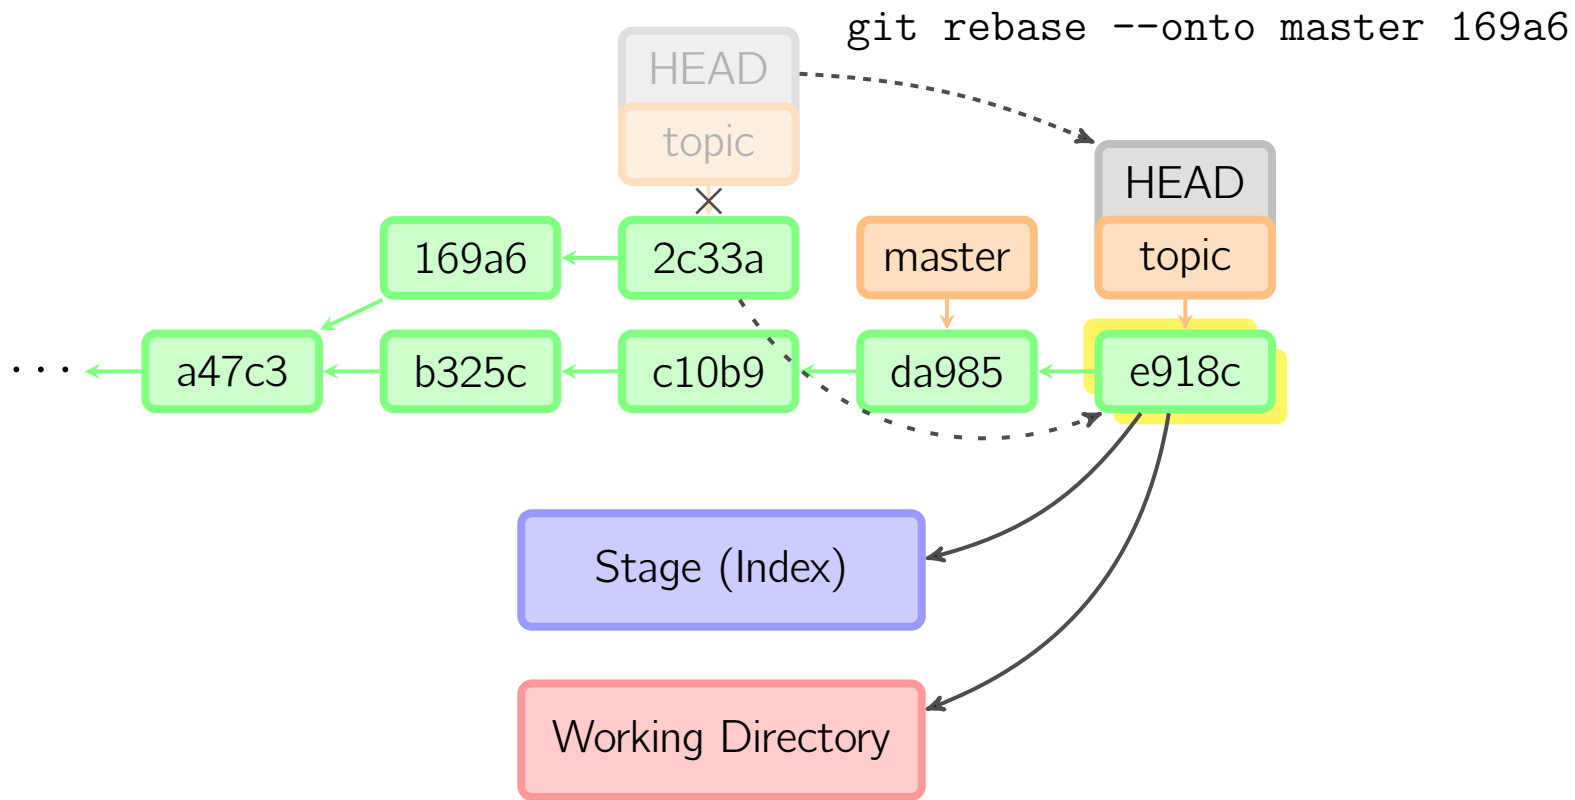 git rebase --onto master 169a6
HEAD
topic
HEAD
topic
169a6
2c33a
master
...
a47c3
b325c
c10b9
da985
e918c
Stage (Index)
Working Directory